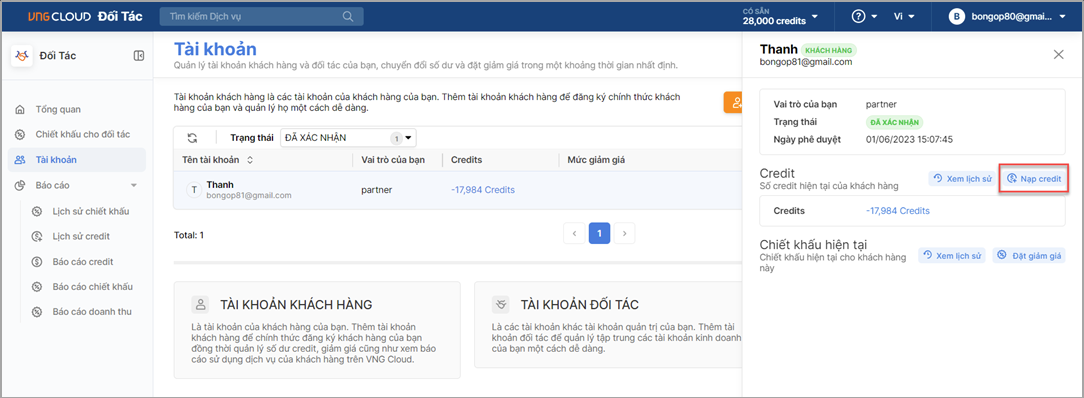 VNG CLOUD Đối Tác
Tìm kiếm Dịch vụ
CÓ SẴN
28,000 credits
Vi
B
bongop80@gmai...
Đối Tác
Tổng quan
Chiết khấu cho đối tác
Tài khoản
Báo cáo
Lịch sử chiết khấu
Lịch sử credit
Báo cáo credit
Báo cáo chiết khấu
Báo cáo doanh thu
Tài khoản
Quản lý tài khoản khách hàng và đối tác của bạn, chuyển đổi số dư và đặt giảm giá trong một khoảng thời gian nhất định.
Tài khoản khách hàng là các tài khoản của khách hàng của bạn. Thêm tài khoản khách hàng để đăng ký chính thức khách
hàng của bạn và quản lý họ một cách dễ dàng.
Trạng thái
ĐÃ XÁC NHẬN
1
Tên tài khoản
Vai trò của bạn
Credits
Mức giảm giá
T
Thanh
bongop81@gmail.com
partner
-17,984 Credits
Total: 1
1
TÀI KHOẢN KHÁCH HÀNG
Là tài khoản của khách hàng của bạn. Thêm tài khoản
khách hàng để chính thức đăng ký khách hàng của bạn
đồng thời quản lý số dư credit, giảm giá cũng như xem báo
cáo sử dụng dịch vụ của khách hàng trên VNG Cloud.
TÀI KHOẢN ĐỐI TÁC
Là các tài khoản khác tài khoản quản trị của bạn. Thêm tài
khoản đối tác để quản lý tập trung các tài khoản kinh doanh
của bạn một cách dễ dàng.
Thanh
KHÁCH HÀNG
bongop81@gmail.com
Vai trò của bạn
partner
Trạng thái
ĐÃ XÁC NHẬN
Ngày phê duyệt
01/06/2023 15:07:45
Credit
Số credit hiện tại của khách hàng
Xem lịch sử
Nạp credit
Credits
-17,984 Credits
Chiết khấu hiện tại
Chiết khấu hiện tại cho khách hàng
này
Xem lịch sử
Đặt giảm giá